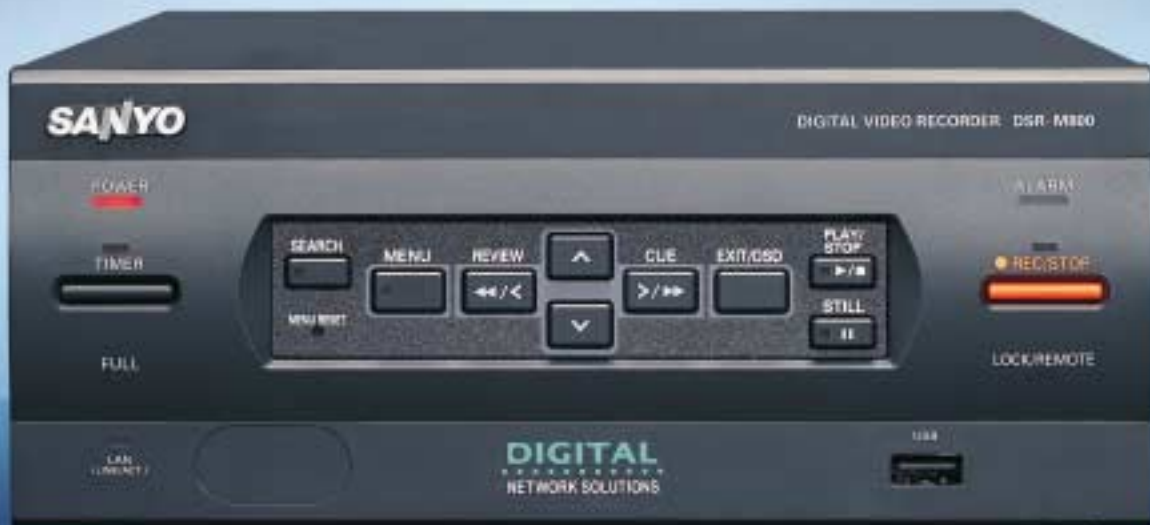 SANYO
DIGITAL VIDEO RECORDER DSR-M800
POWER
ALARM
TIMER
SEARCH
MENU
REVIEW
CUE
EXIT/OSD
PLAY/
STOP
REC/STOP
MENU RESET
STILL
FULL
LOCK/REMOTE
LAN
DIGITAL
NETWORK SOLUTIONS
USB